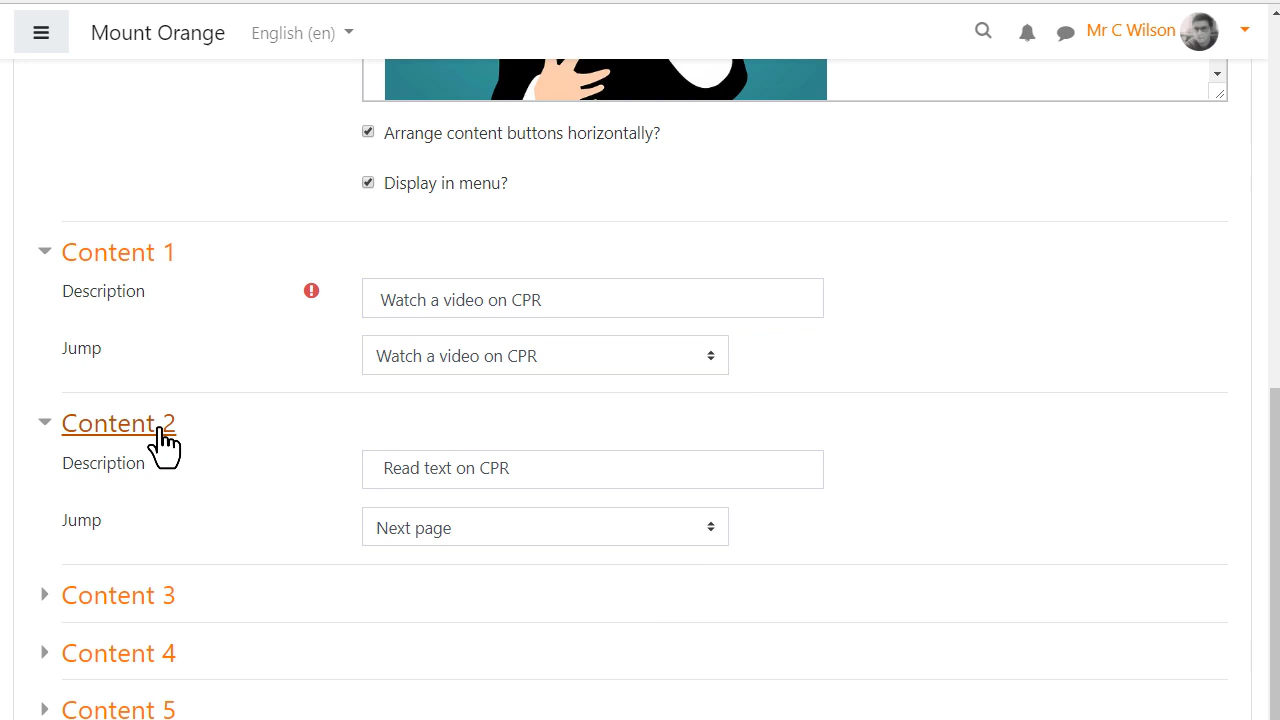 Mount Orange English (en) Mr C Wilson
Arrange content buttons horizontally?
Display in menu?
Content 1
Description Watch a video on CPR
Jump Watch a video on CPR
Content 2
Description Read text on CPR
Jump Next page
Content 3
Content 4
Content 5